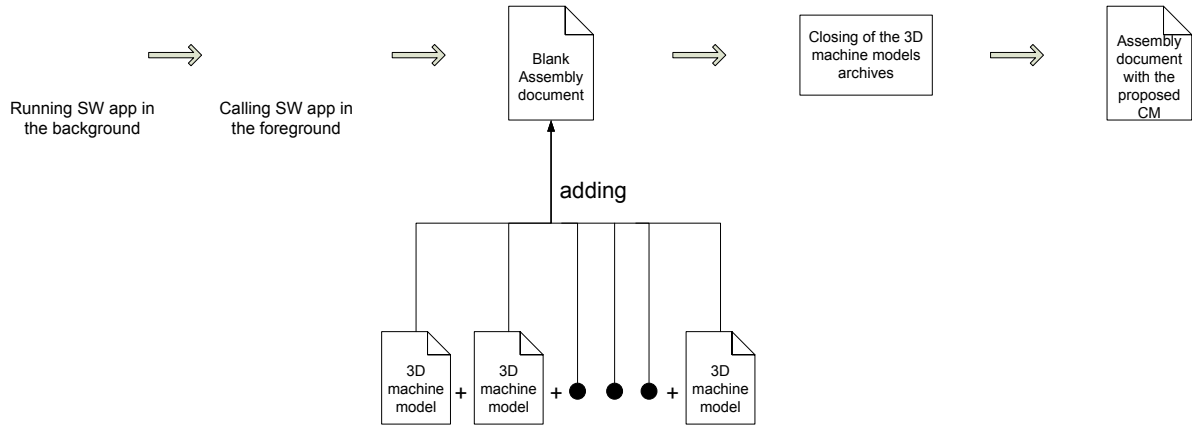 Running SW app in
the background
Calling SW app in
the foreground
Blank
Assembly
document
Closing of the 3D
machine models
archives
Assembly
document
with the
proposed
CM
adding
3D
machine
model
+
3D
machine
model
+
+
3D
machine
model